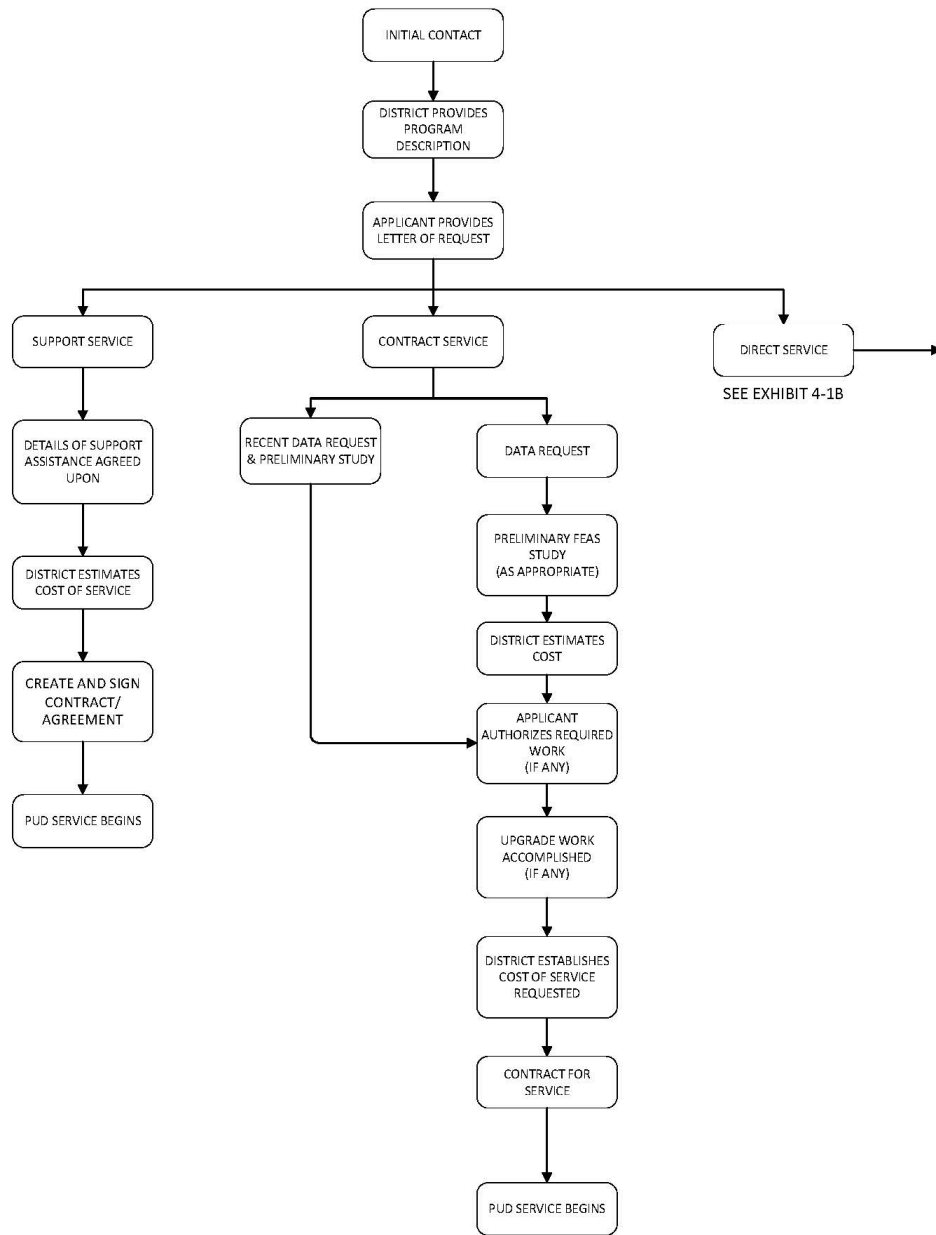 INITIAL CONTACT
DISTRICT PROVIDES
PROGRAM
DESCRIPTION
APPLICANT PROVIDES
LETTER OF REQUEST
SUPPORT SERVICE
CONTRACT SERVICE
DIRECT SERVICE
SEE EXHIBIT 4-1B
DETAILS OF SUPPORT
ASSISTANCE AGREED
UPON
DISTRICT ESTIMATES
COST OF SERVICE
CREATE AND SIGN
CONTRACT/
AGREEMENT
PUD SERVICE BEGINS
RECENT DATA REQUEST
& PRELIMINARY STUDY
DATA REQUEST
PRELIMINARY FEAS
STUDY
(AS APPROPRIATE)
DISTRICT ESTIMATES
COST
APPLICANT
AUTHORIZES REQUIRED
WORK
(IF ANY)
UPGRADE WORK
ACCOMPLISHED
(IF ANY)
DISTRICT ESTABLISHES
COST OF SERVICE
REQUESTED
CONTRACT FOR
SERVICE
PUD SERVICE BEGINS